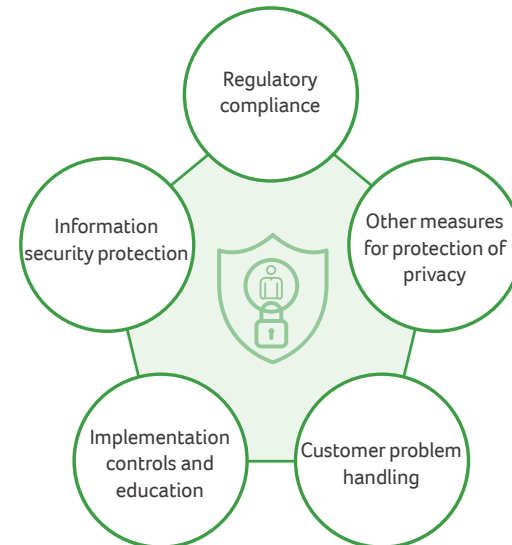 Regulatory
compliance
Information
security protection
Other measures
for protection of
privacy
Implementation
controls and
education
Customer problem
handling